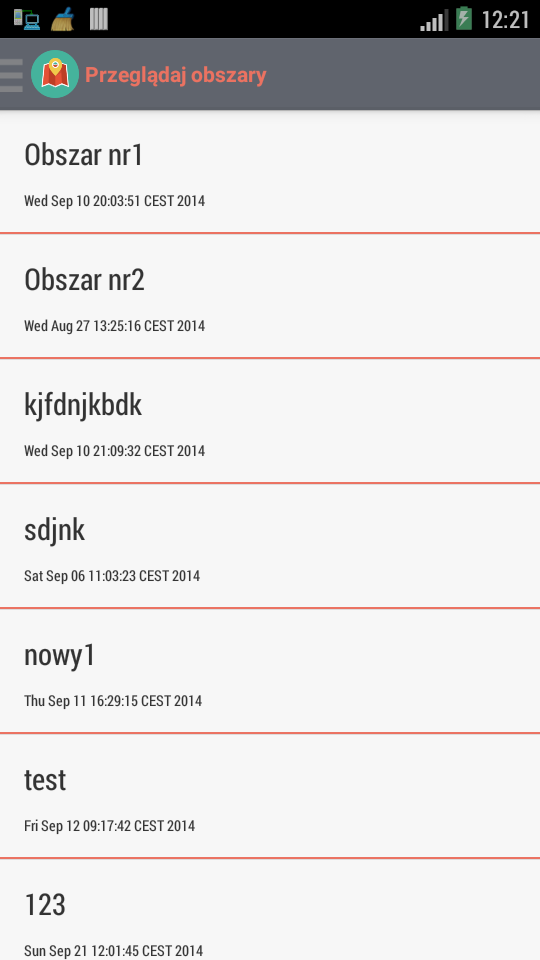 12:21
Przeglądaj obszary
Obszar nr1
Wed Sep 10 20:03:51 CEST 2014
Obszar nr2
Wed Aug 27 13:25:16 CEST 2014
kjfdnjkbdk
Wed Sep 10 21:09:32 CEST 2014
sdjnk
Sat Sep 06 11:03:23 CEST 2014
nowy1
Thu Sep 11 16:29:15 CEST 2014
test
Fri Sep 12 09:17:42 CEST 2014
123
Sun Sep 21 12:01:45 CEST 2014